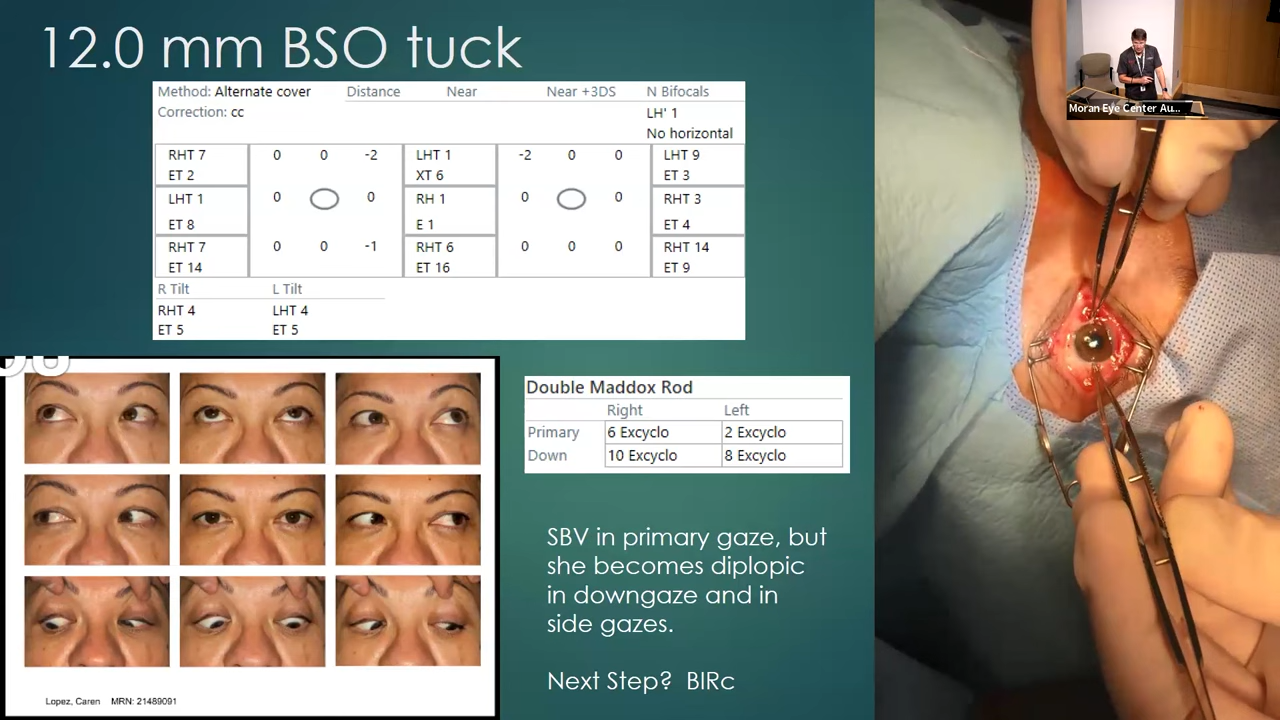 12.0 mm BSO tuck
Method: Alternate cover Distance Near Near +3DS N Bifocals
Correction: cc LH' 1
No horizontal
RHT 7 0 0 -2 LHT 1 -2 0 0 LHT 9
ET 2 XT 6 ET 3
LHT 1 0 0 RH 1 0 0 RHT 3
ET 8 E 1 ET 4
RHT 7 0 0 -1 RHT 6 0 0 0 RHT 14
ET 14 ET 16 ET 9
R Tilt L Tilt
RHT 4 LHT 4
ET 5 ET 5
Moran Eye Center Au...
Double Maddox Rod
Right Left
Primary 6 Excyclo 2 Excyclo
Down 10 Excyclo 8 Excyclo
SBV in primary gaze, but
she becomes diplopic
in downgaze and in
side gazes.
Next Step? BIRc
Lopez, Caren MRN: 21489091